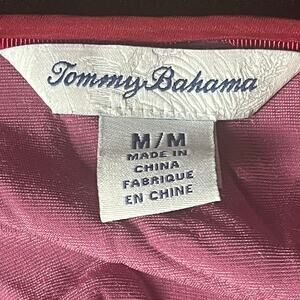 Tommy Bahama
M/M
MADE IN
CHINA
FABRIQUE
EN CHINE